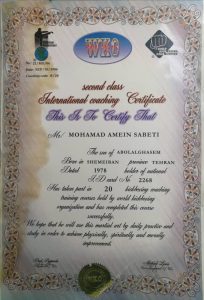 WKC
second class
International coaching Certificate
This Is To Certify That
Mr. MOHAMAD AMEIN SABETI
The son of ABOLALGHASEM
Born in SHEMEIRAN province TEHRAN
Dated 1978 holder of national
I.D card No 2268
Has taken part in 20 kickboxing coaching
training courses held by world kickboxing
organization and has completed this course
successfully.
We hope that he will use this martial art by daily practice and
study in order to achieve physically, spiritually and morally
improvement.